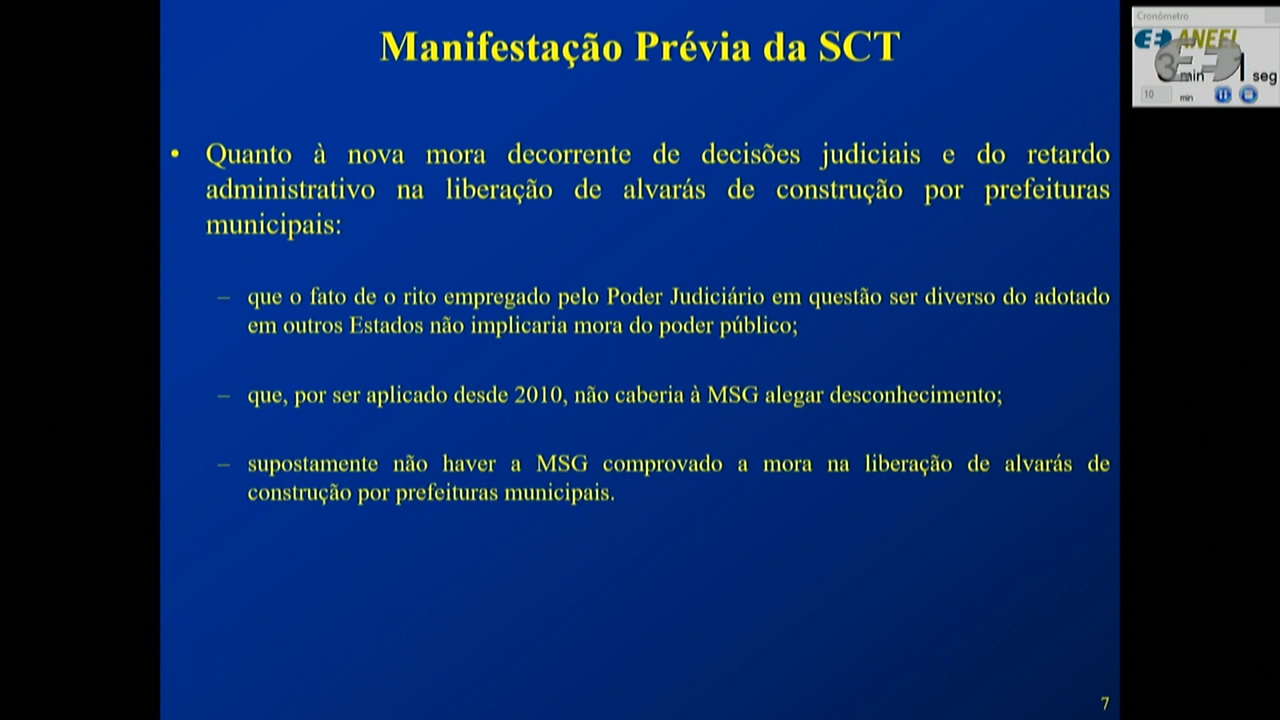 Manifestação Prévia da SCT
• Quanto à nova mora decorrente de decisões judiciais e do retardo
administrativo na liberação de alvarás de construção por prefeituras
municipais:
– que o fato de o rito empregado pelo Poder Judiciário em questão ser diverso do adotado
em outros Estados não implicaria mora do poder público;
– que, por ser aplicado desde 2010, não caberia à MSG alegar desconhecimento;
– supostamente não haver a MSG comprovado a mora na liberação de alvarás de
construção por prefeituras municipais.
7
Cronômetro
ANEEL
3 min 1 seg
10 min